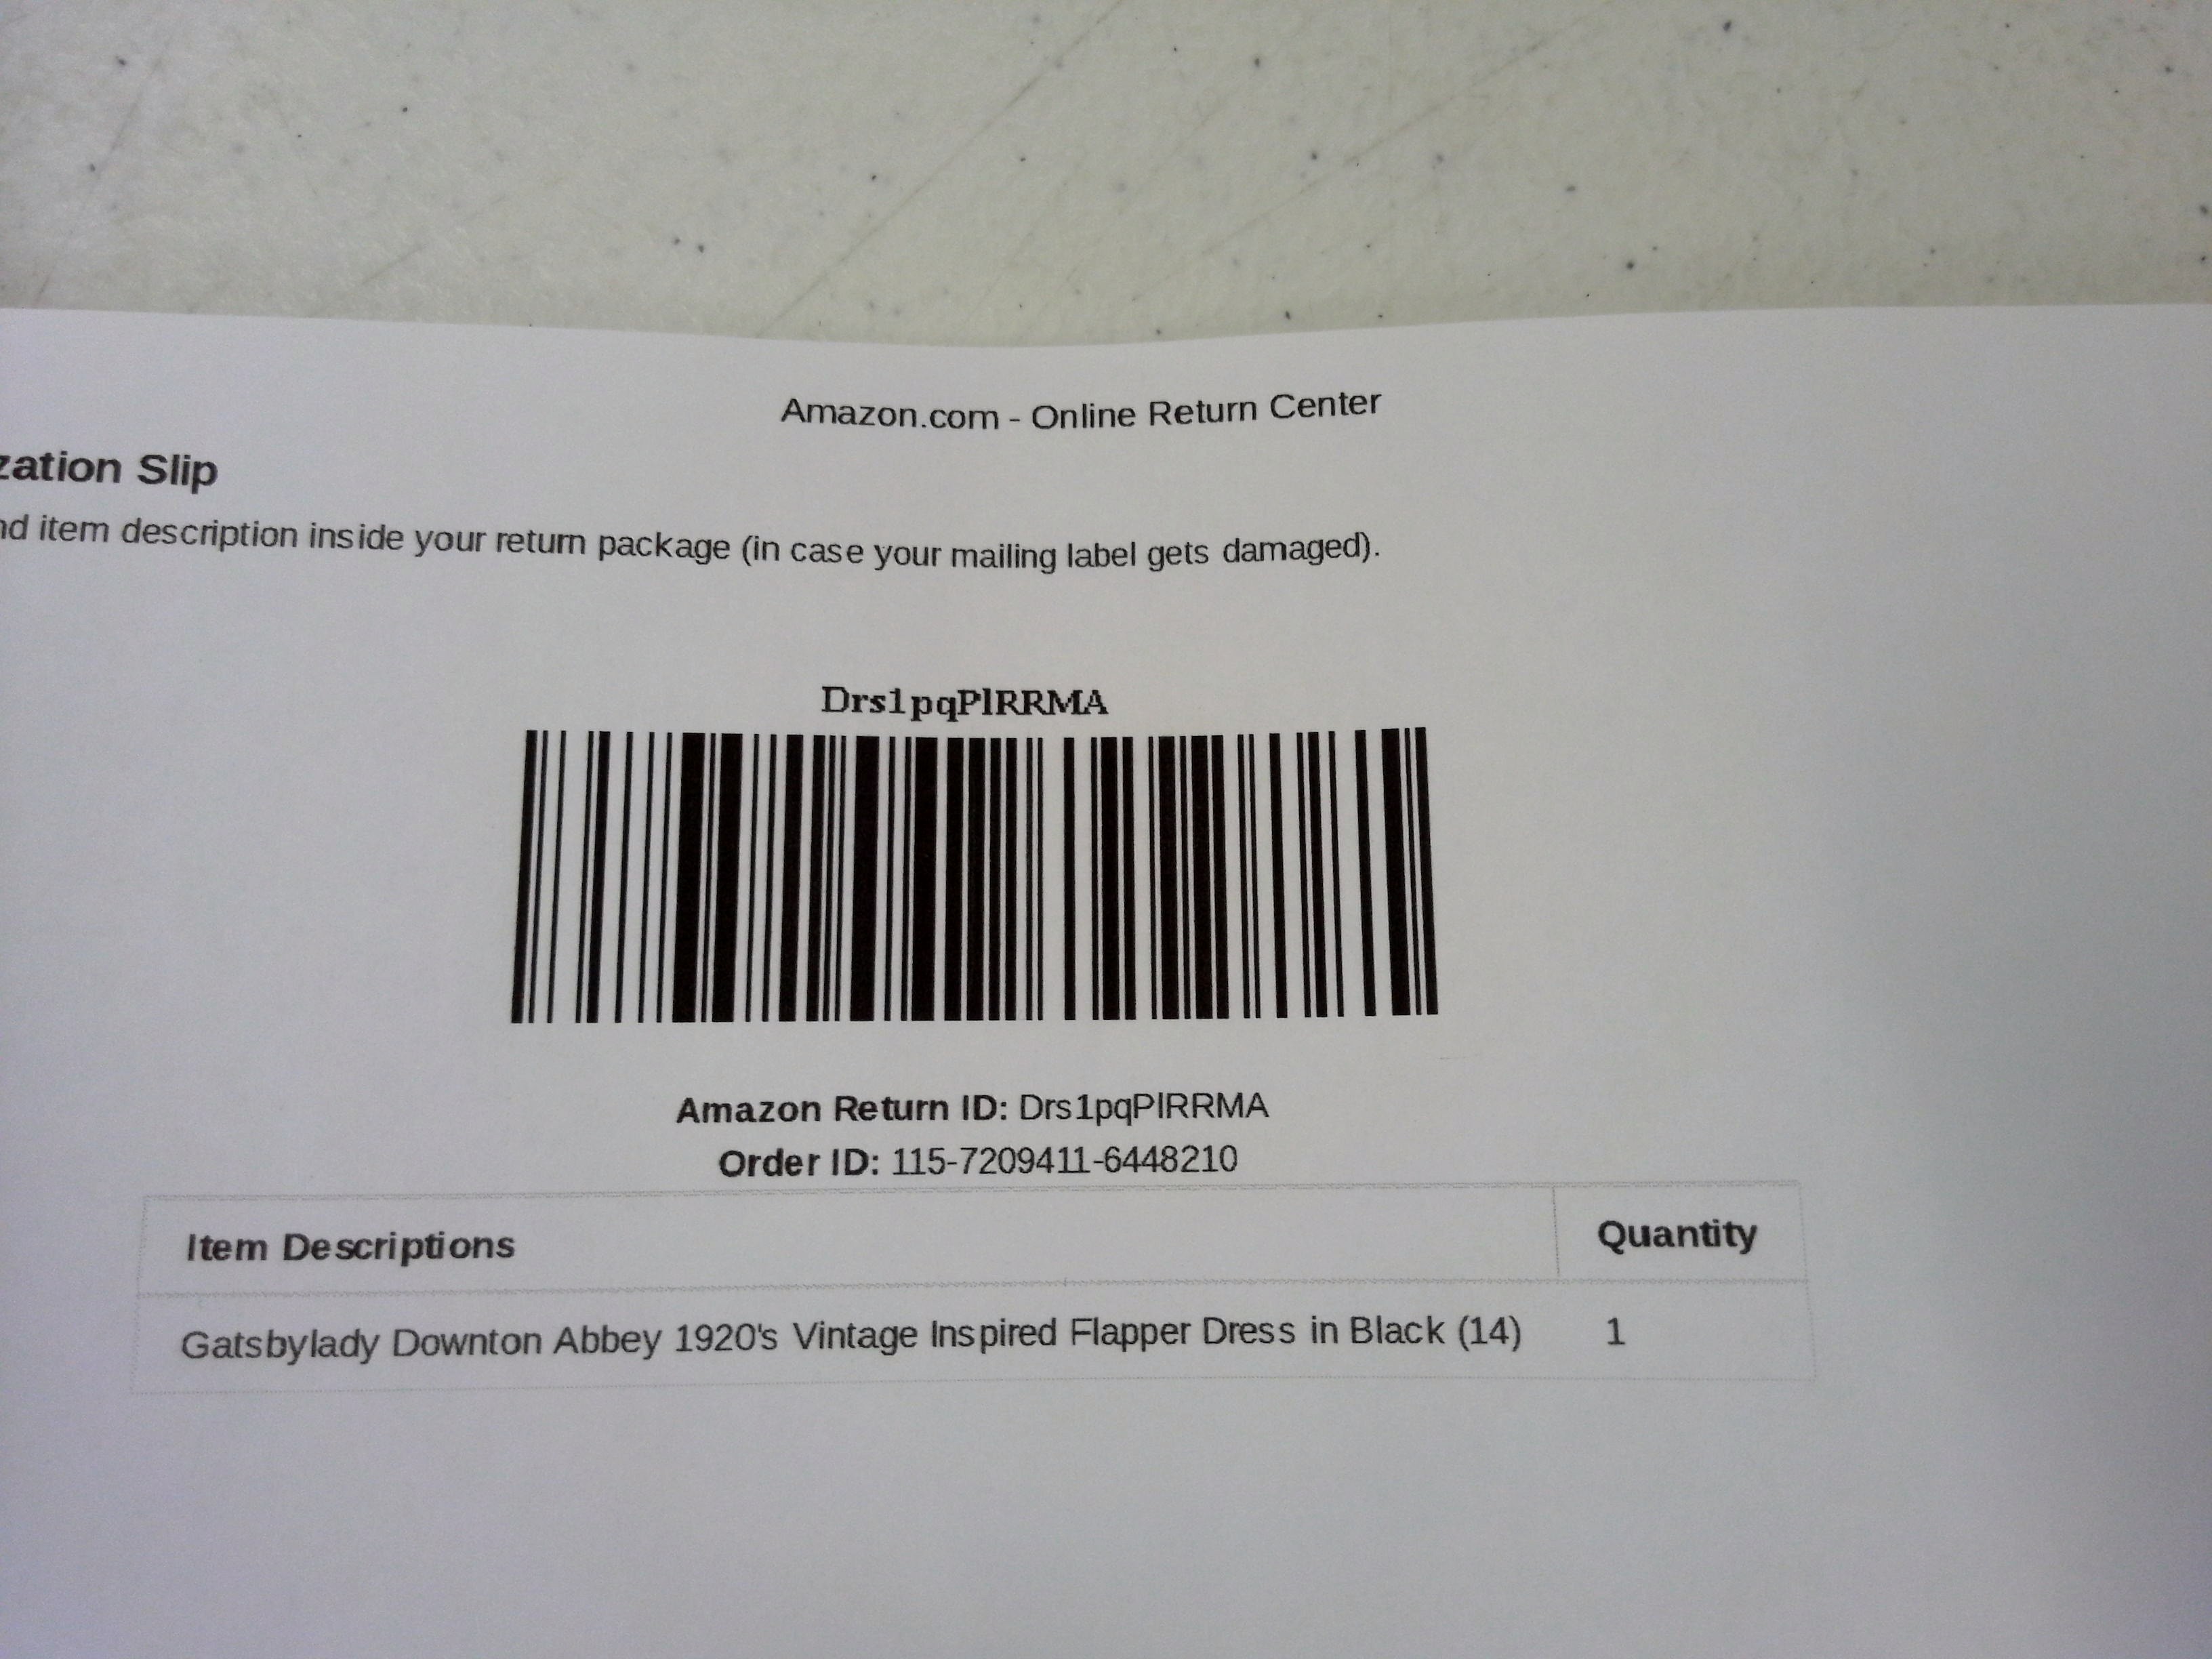 Amazon.com - Online Return Center
zation Slip
nd item description inside your return package (in case your mailing label gets damaged).
Drs1pqPlRRMA
Amazon Return ID: Drs1pqPlRRMA
Order ID: 115-7209411-6448210
Item Descriptions Quantity
Gatsbylady Downton Abbey 1920's Vintage Inspired Flapper Dress in Black (14) 1